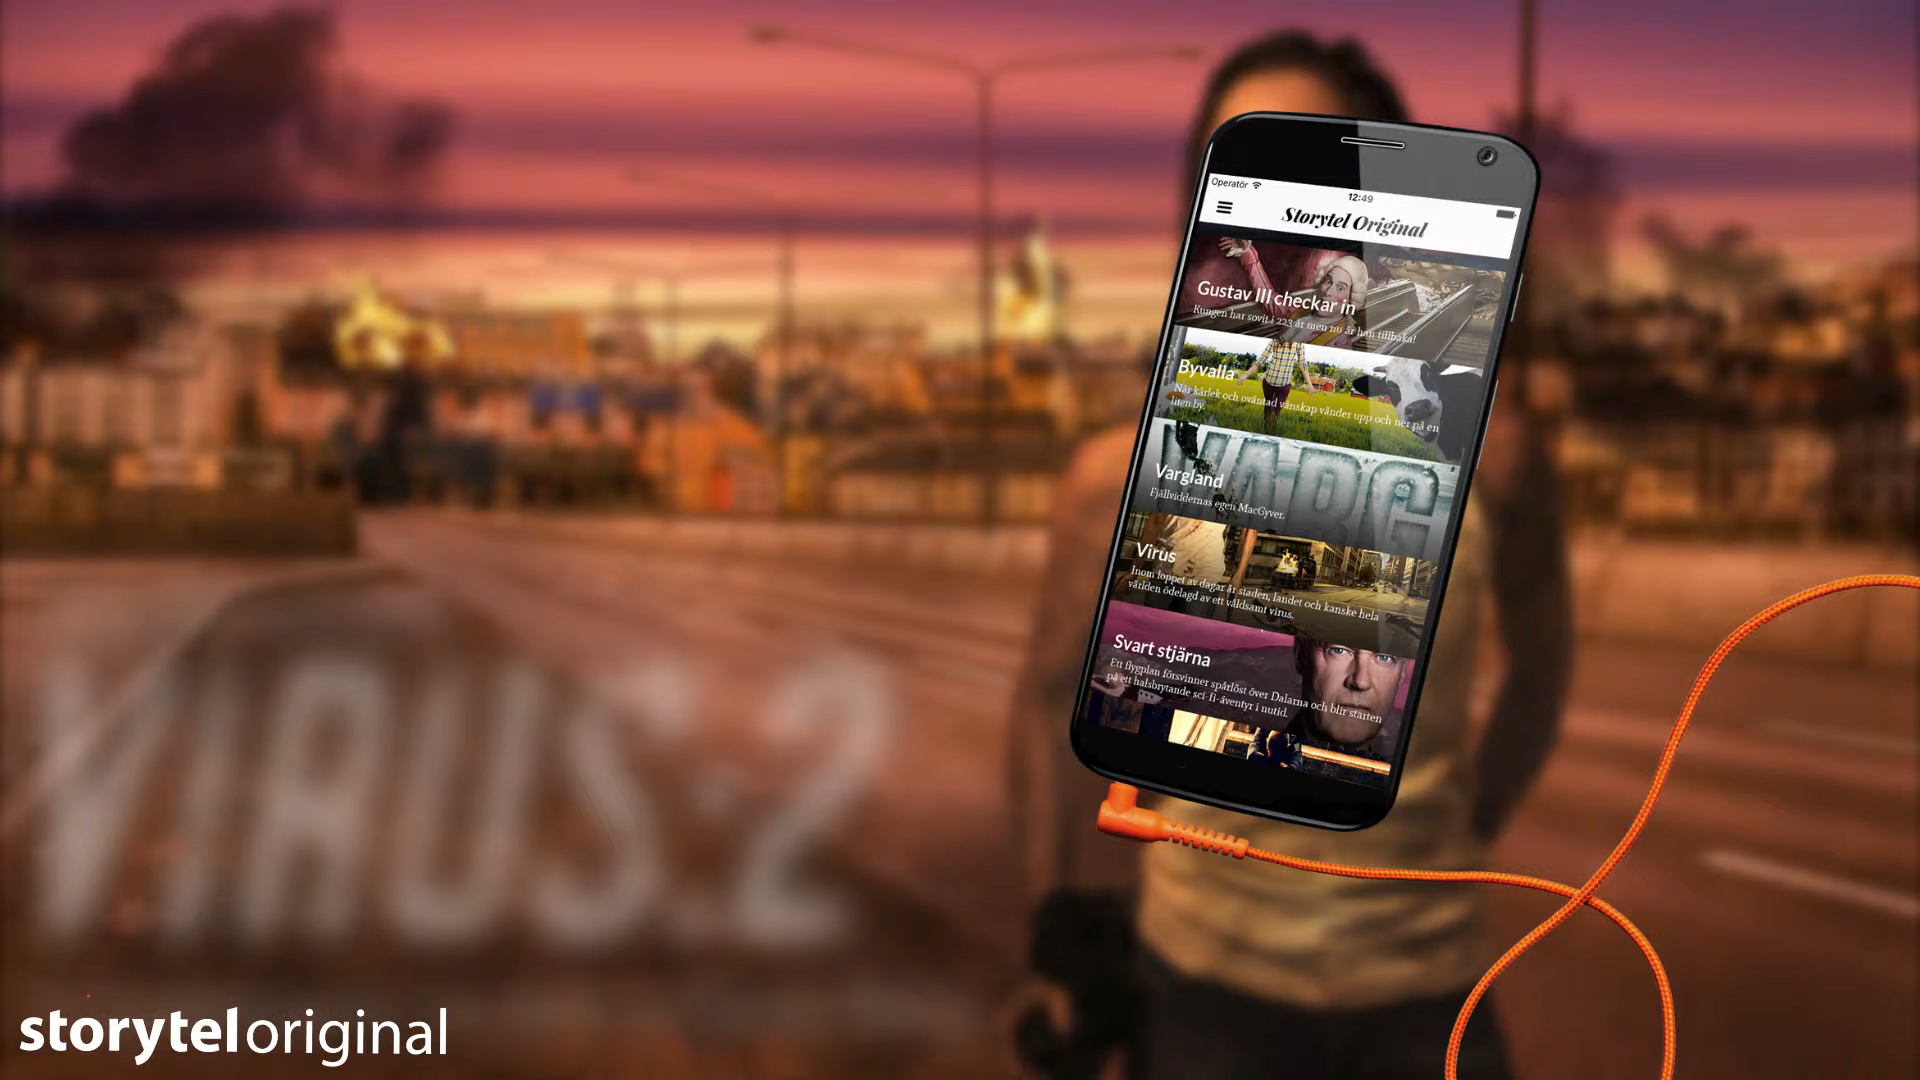 Operatör
12:49
Storytel Original
Gustav III checkar in
Kungen har sovit i 223 år men nu är han tillbaka!
Byvalla
När kärlek och oväntad vänskap vänder upp och ner på en
liten by.
VARG
Vargland
Fjällviddernas egen MacGyver.
Virus
Inom loppet av dagar är staden, landet och kanske hela
världen ödelagd av ett våldsamt virus.
Svart stjärna
Ett flygplan försvinner spårlöst över Dalarna och blir starten
på ett halsbrytande sci-fi-äventyr i nutid.
VIRUS:2
storyteloriginal